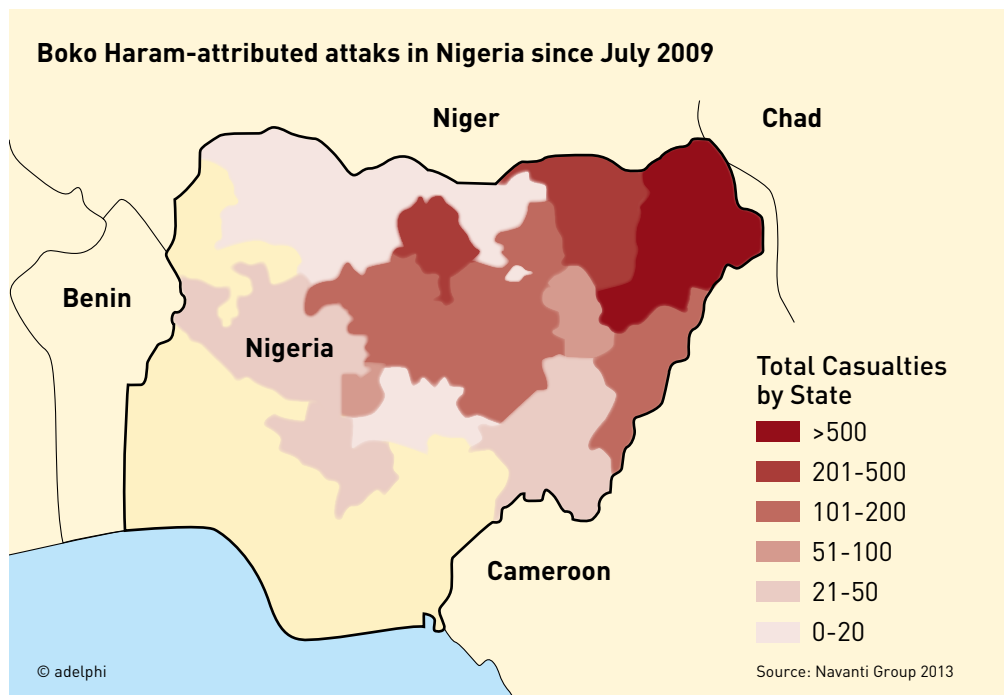 Boko Haram-attributed attaks in Nigeria since July 2009
Niger
Chad
Benin
Nigeria
Cameroon
Total Casualties
by State
>500
201-500
101-200
51-100
21-50
0-20
© adelphi
Source: Navanti Group 2013